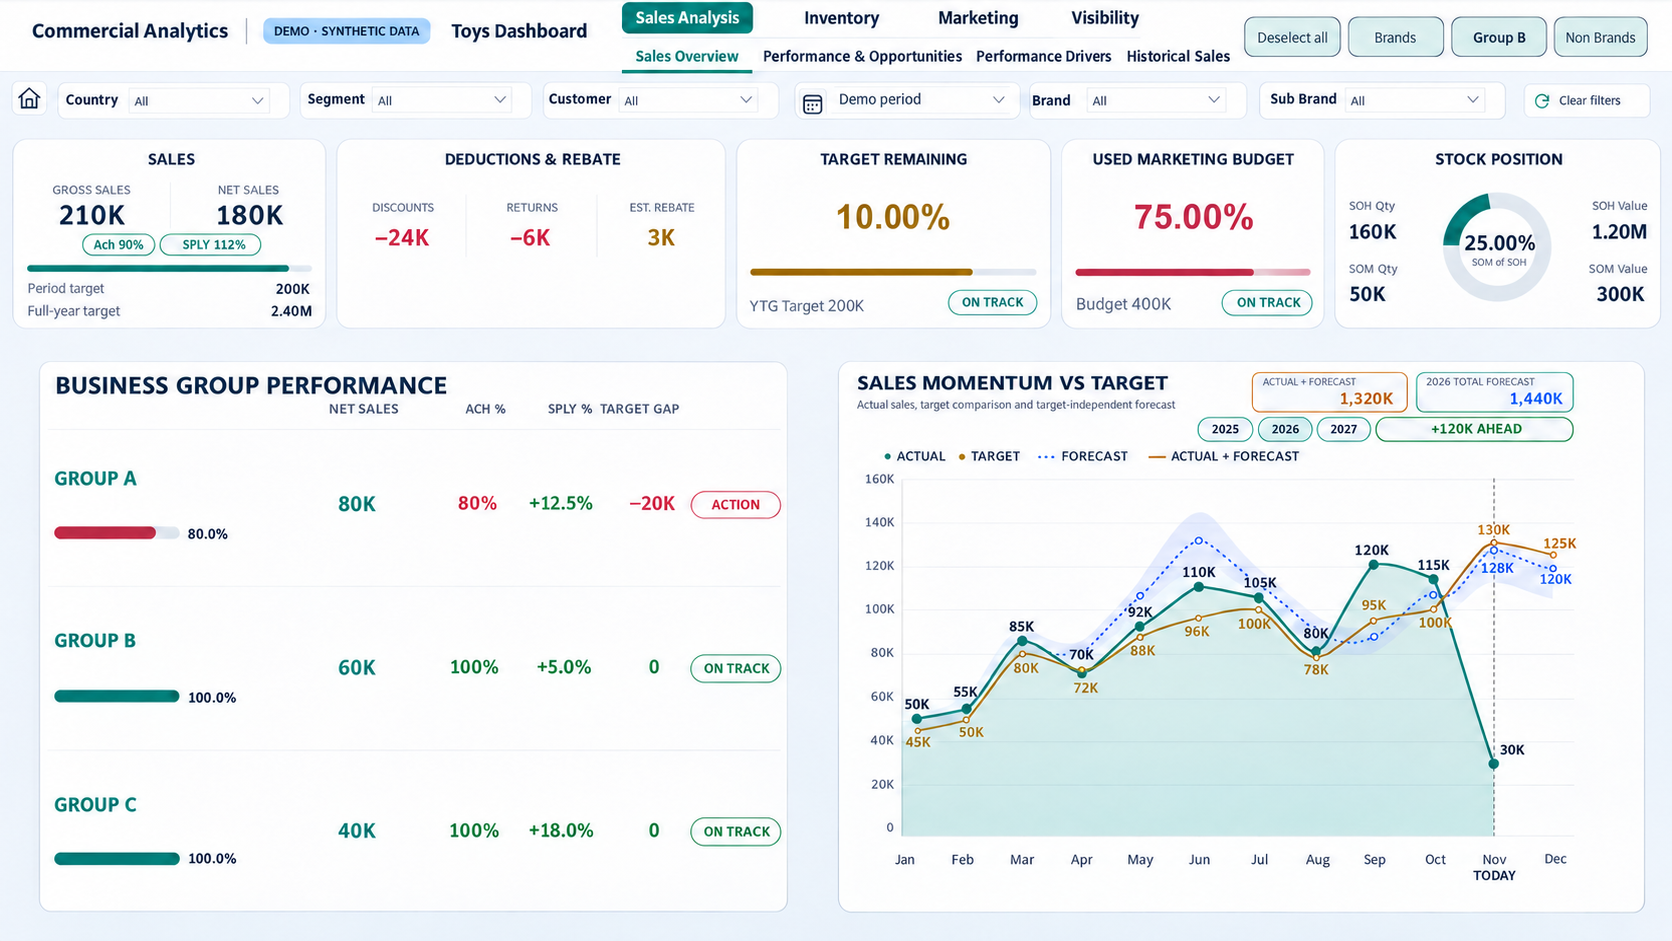 Commercial Analytics
DEMO · SYNTHETIC DATA
Toys Dashboard
Sales Analysis
Inventory
Marketing
Visibility
Sales Overview
Performance & Opportunities
Performance Drivers
Historical Sales
Deselect all
Brands
Group B
Non Brands
Country
All
Segment
All
Customer
All
Demo period
Brand
All
Sub Brand
All
Clear filters
SALES
GROSS SALES
NET SALES
210K
180K
Ach 90%
SPLY 112%
Period target
200K
Full-year target
2.40M
DEDUCTIONS & REBATE
DISCOUNTS
RETURNS
EST. REBATE
−24K
−6K
3K
TARGET REMAINING
10.00%
YTG Target 200K
ON TRACK
USED MARKETING BUDGET
75.00%
Budget 400K
ON TRACK
STOCK POSITION
SOH Qty
160K
SOM Qty
50K
25.00%
SOM of SOH
SOH Value
1.20M
SOM Value
300K
BUSINESS GROUP PERFORMANCE
NET SALES
ACH %
SPLY %
TARGET GAP
GROUP A
80K
80%
+12.5%
−20K
ACTION
80.0%
GROUP B
60K
100%
+5.0%
0
ON TRACK
100.0%
GROUP C
40K
100%
+18.0%
0
ON TRACK
100.0%
SALES MOMENTUM VS TARGET
Actual sales, target comparison and target-independent forecast
ACTUAL + FORECAST
1,320K
2026 TOTAL FORECAST
1,440K
2025
2026
2027
+120K AHEAD
ACTUAL
TARGET
FORECAST
ACTUAL + FORECAST
160K
140K
120K
100K
80K
60K
40K
20K
0
50K
55K
85K
70K
92K
110K
105K
80K
120K
115K
30K
45K
50K
80K
72K
88K
96K
100K
78K
95K
100K
130K
125K
128K
120K
Jan
Feb
Mar
Apr
May
Jun
Jul
Aug
Sep
Oct
Nov
Dec
TODAY